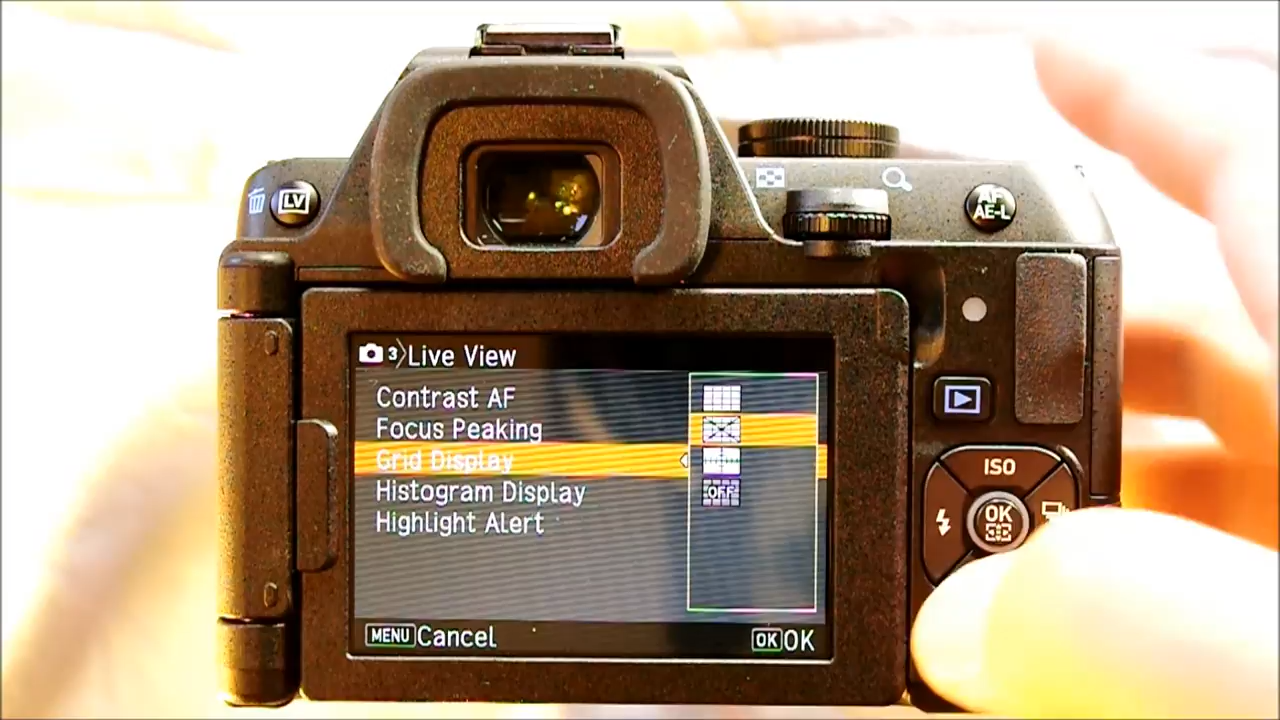 LV
AF
AE-L
3 Live View
Contrast AF
Focus Peaking
Grid Display
Histogram Display
OFF
Highlight Alert
MENU Cancel
OK OK
ISO
OK